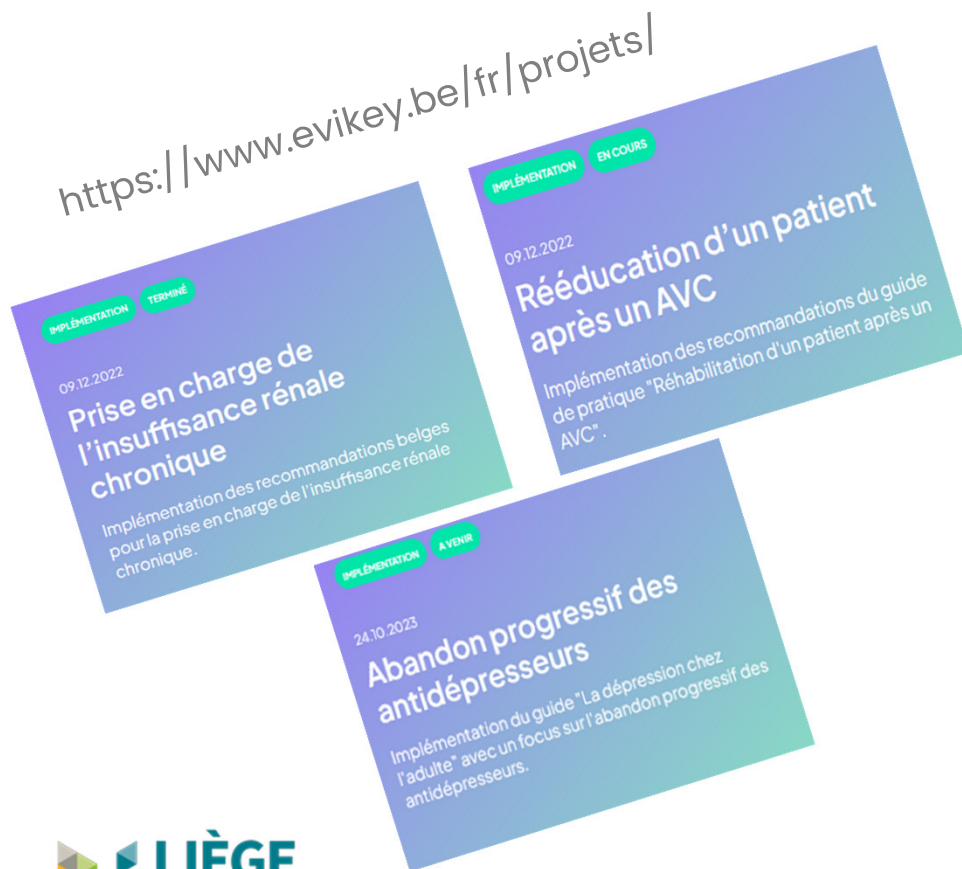 https://www.evikey.be/fr/projets/
IMPLÉMENTATION TERMINÉ
09.12.2022
Prise en charge de
l'insuffisance rénale
chronique
Implémentation des recommandations belges
pour la prise en charge de l'insuffisance rénale
chronique.
IMPLÉMENTATION EN COURS
09.12.2022
Rééducation d'un patient
après un AVC
Implémentation des recommandations du guide
de pratique "Réhabilitation d'un patient après un
AVC" .
IMPLÉMENTATION A VENIR
24.10.2023
Abandon progressif des
antidépresseurs
Implémentation du guide "La dépression chez
l'adulte" avec un focus sur l'abandon progressif des
antidépresseurs.
LIÈGE